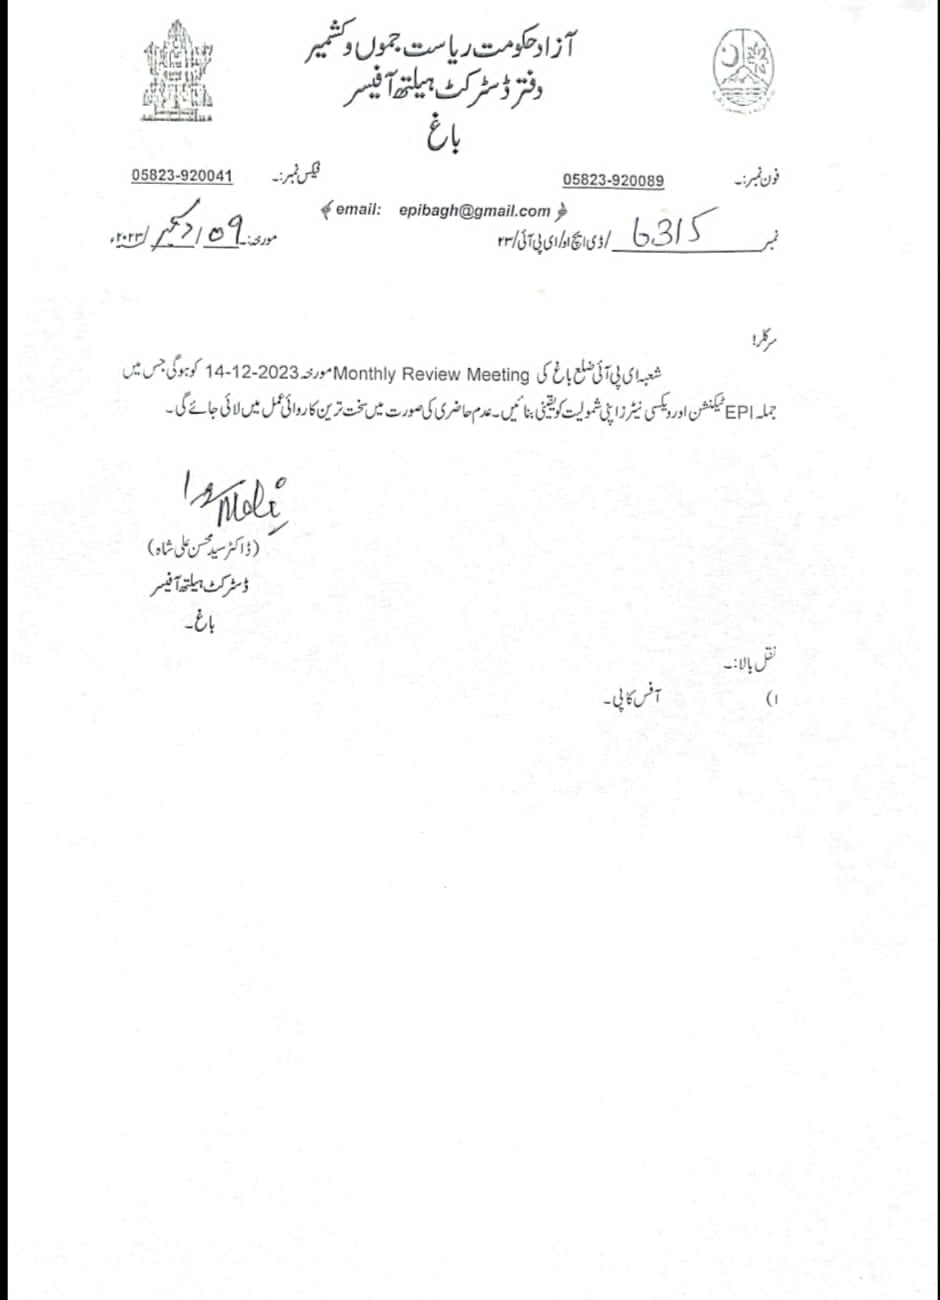 آزاد حکومت ریاست جموں و کشمیر
دفتر ڈسٹرکٹ ہیلتھ آفیسر
باغ
فون نمبر:۔ 05823-920089 فیکس نمبر:۔ 05823-920041
﴿ email: epibagh@gmail.com ﴾
نمبر 6315 /ڈی ایچ او/ای پی آئی/۲۳ مورخہ: 09 / دسمبر /۲۰۲۳ء
سرکلر!
شعبہ ای پی آئی ضلع باغ کی Monthly Review Meeting مورخہ 14-12-2023 کو ہوگی جس میں
جملہ EPI ٹیکنشن اور ویکسی نیٹرز اپنی شمولیت کو یقینی بنائیں۔ عدم حاضری کی صورت میں سخت ترین کاروائی عمل میں لائی جائے گی۔
(ڈاکٹر سید محسن علی شاہ)
ڈسٹرکٹ ہیلتھ آفیسر
باغ۔
نقل بالا:۔
۱) آفس کاپی۔